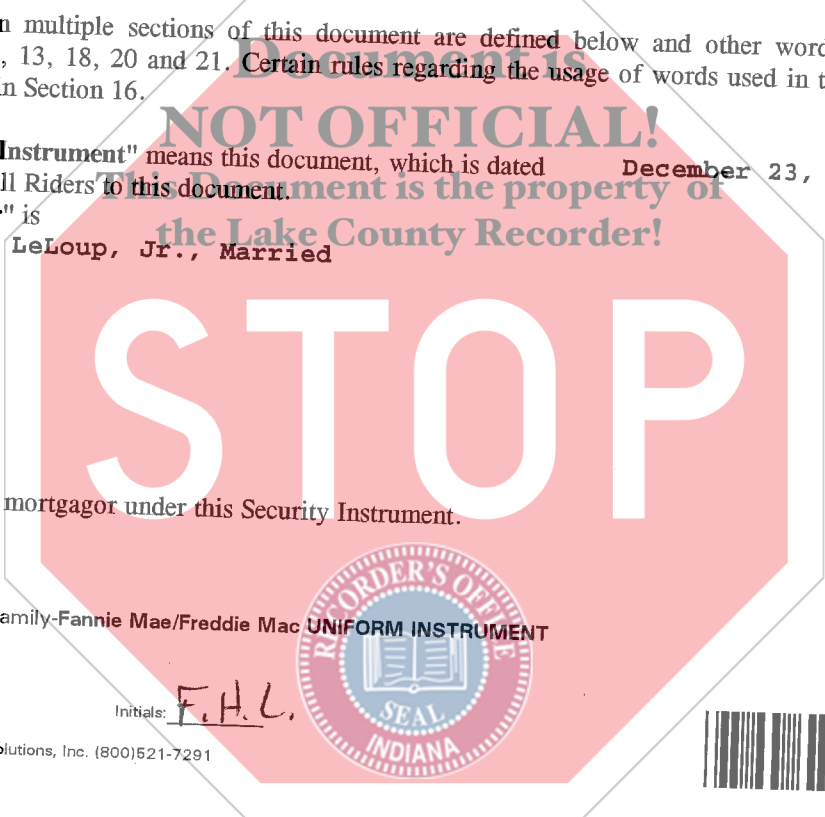 n multiple sections of this document are defined below and other word
, 13, 18, 20 and 21. Certain rules regarding the usage of words used in t
n Section 16.
Document is
NOT OFFICIAL!
This Document is the property of
the Lake County Recorder!
Instrument" means this document, which is dated December 23,
ll Riders to this document.
" is
LeLoup, Jr., Married
STOP
mortgagor under this Security Instrument.
RECORDER'S OFFICE
SEAL
INDIANA
amily-Fannie Mae/Freddie Mac UNIFORM INSTRUMENT
Initials: F.H.L.
olutions, Inc. (800)521-7291